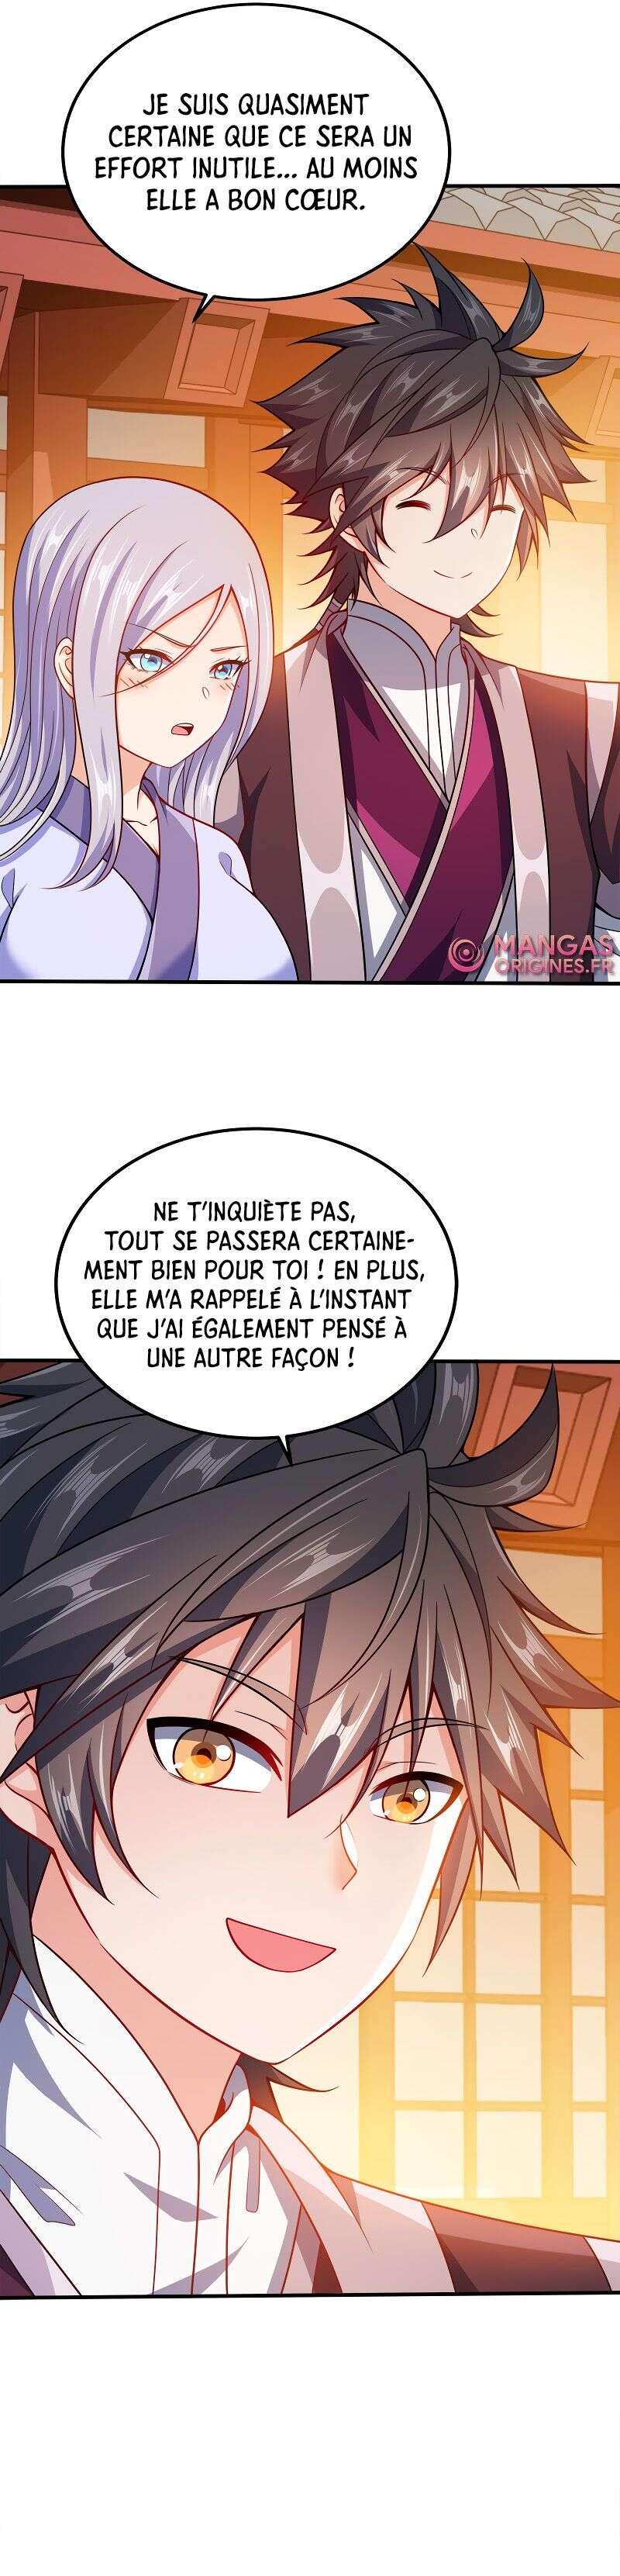 JE SUIS QUASIMENT
CERTAINE QUE CE SERA UN
EFFORT INUTILE... AU MOINS
ELLE A BON CŒUR.
MANGAS
ORIGINES.FR
NE T'INQUIÈTE PAS,
TOUT SE PASSERA CERTAINE-
MENT BIEN POUR TOI ! EN PLUS,
ELLE M'A RAPPELÉ À L'INSTANT
QUE J'AI ÉGALEMENT PENSÉ À
UNE AUTRE FAÇON !